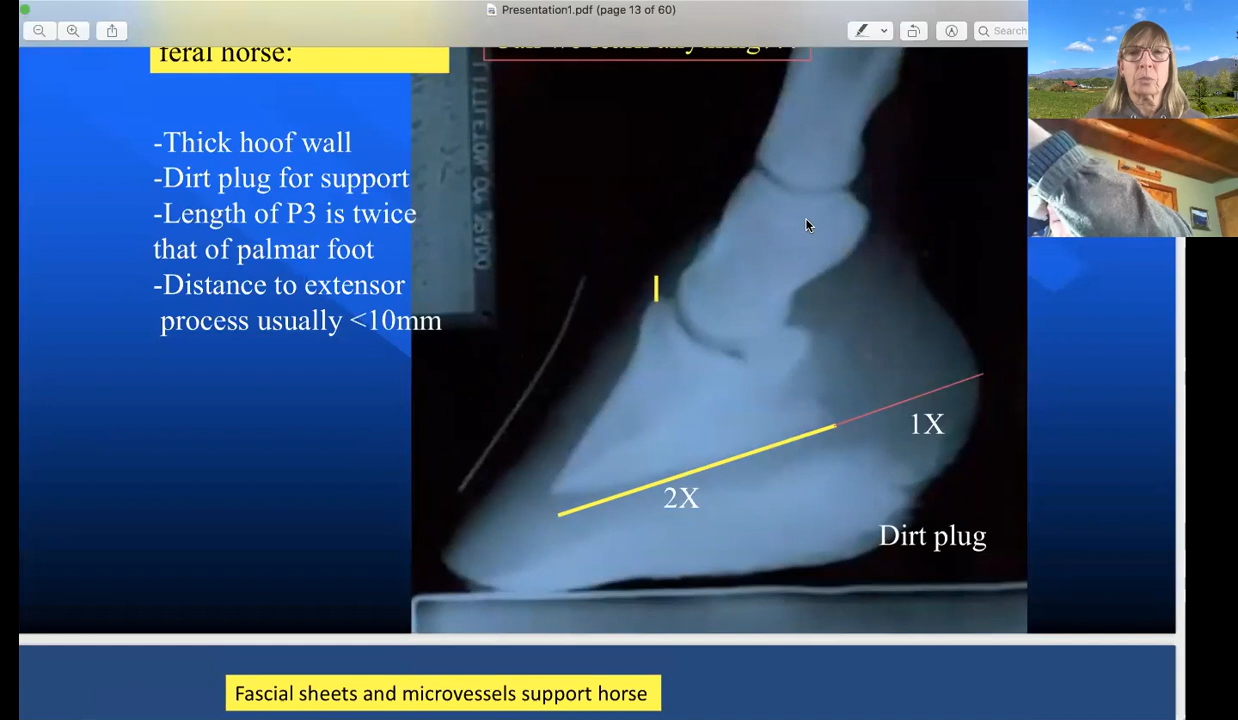 Presentation1.pdf (page 13 of 60)
Search
feral horse:
-Thick hoof wall
-Dirt plug for support
-Length of P3 is twice
that of palmar foot
-Distance to extensor
process usually <10mm
1X
2X
Dirt plug
Fascial sheets and microvessels support horse